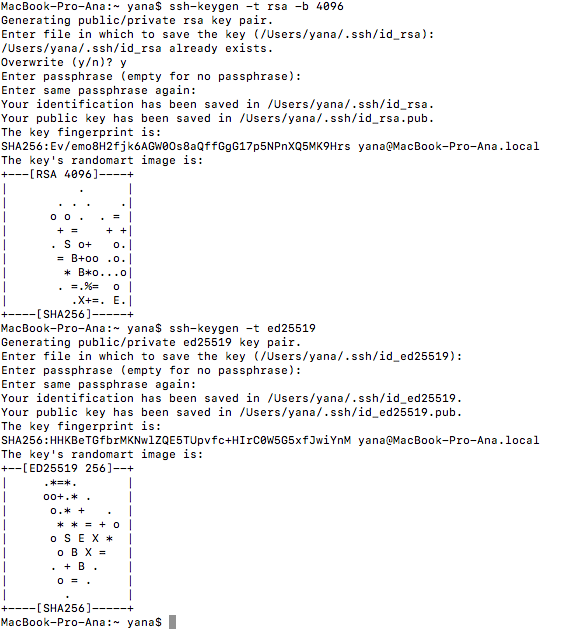 MacBook-Pro-Ana:~ yana$ ssh-keygen -t rsa -b 4096
Generating public/private rsa key pair.
Enter file in which to save the key (/Users/yana/.ssh/id_rsa):
/Users/yana/.ssh/id_rsa already exists.
Overwrite (y/n)? y
Enter passphrase (empty for no passphrase):
Enter same passphrase again:
Your identification has been saved in /Users/yana/.ssh/id_rsa.
Your public key has been saved in /Users/yana/.ssh/id_rsa.pub.
The key fingerprint is:
SHA256:Ev/emo8H2fjk6AGW0Os8aQffGgG17p5NPnXQ5MK9Hrs yana@MacBook-Pro-Ana.local
The key's randomart image is:
+---[RSA 4096]----+
|          .      |
|       . . .    .|
|      o o .  . = |
|       + =    + +|
|      . S o+   o.|
|       = B+oo .o.|
|        * B*o...o|
|       . =.%=  o |
|         .X+=. E.|
+----[SHA256]-----+
MacBook-Pro-Ana:~ yana$ ssh-keygen -t ed25519
Generating public/private ed25519 key pair.
Enter file in which to save the key (/Users/yana/.ssh/id_ed25519):
Enter passphrase (empty for no passphrase):
Enter same passphrase again:
Your identification has been saved in /Users/yana/.ssh/id_ed25519.
Your public key has been saved in /Users/yana/.ssh/id_ed25519.pub.
The key fingerprint is:
SHA256:HHKBeTGfbrMKNwlZQE5TUpvfc+HIrC0W5G5xfJwiYnM yana@MacBook-Pro-Ana.local
The key's randomart image is:
+--[ED25519 256]--+
|     .*=*.       |
|     oo+.* .     |
|      o.* +   .  |
|       * * = + o |
|      o S E X *  |
|       o B X =   |
|      . + B .    |
|       o = .     |
|        .        |
+----[SHA256]-----+
MacBook-Pro-Ana:~ yana$